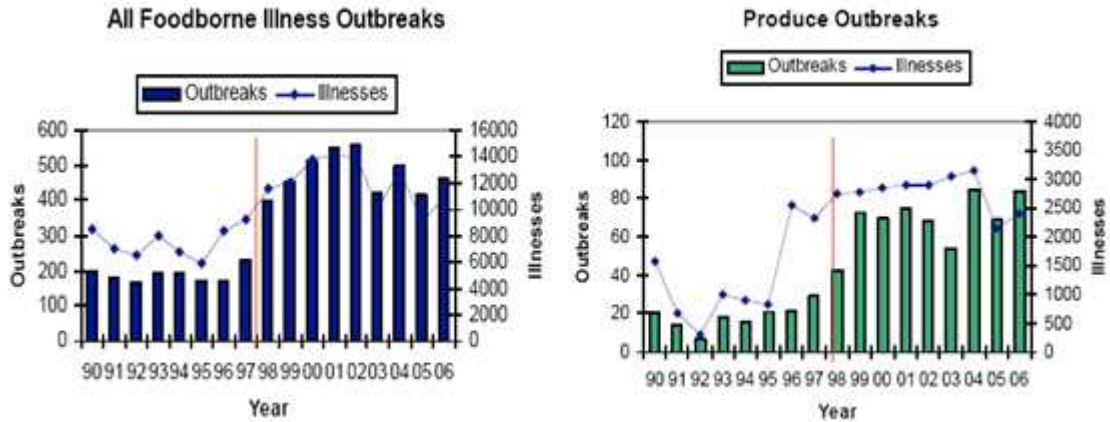 All Foodborne Illness Outbreaks
Outbreaks Illnesses
600
500
400
300
200
100
0
Outbreaks
16000
14000
12000
10000
8000
6000
4000
2000
0
Illnesses
90 91 92 93 94 95 96 97 98 99 00 01 02 03 04 05 06
Year
Produce Outbreaks
Outbreaks Illnesses
120
100
80
60
40
20
0
Outbreaks
4000
3500
3000
2500
2000
1500
1000
500
0
Illnesses
90 91 92 93 94 95 96 97 98 99 00 01 02 03 04 05 06
Year